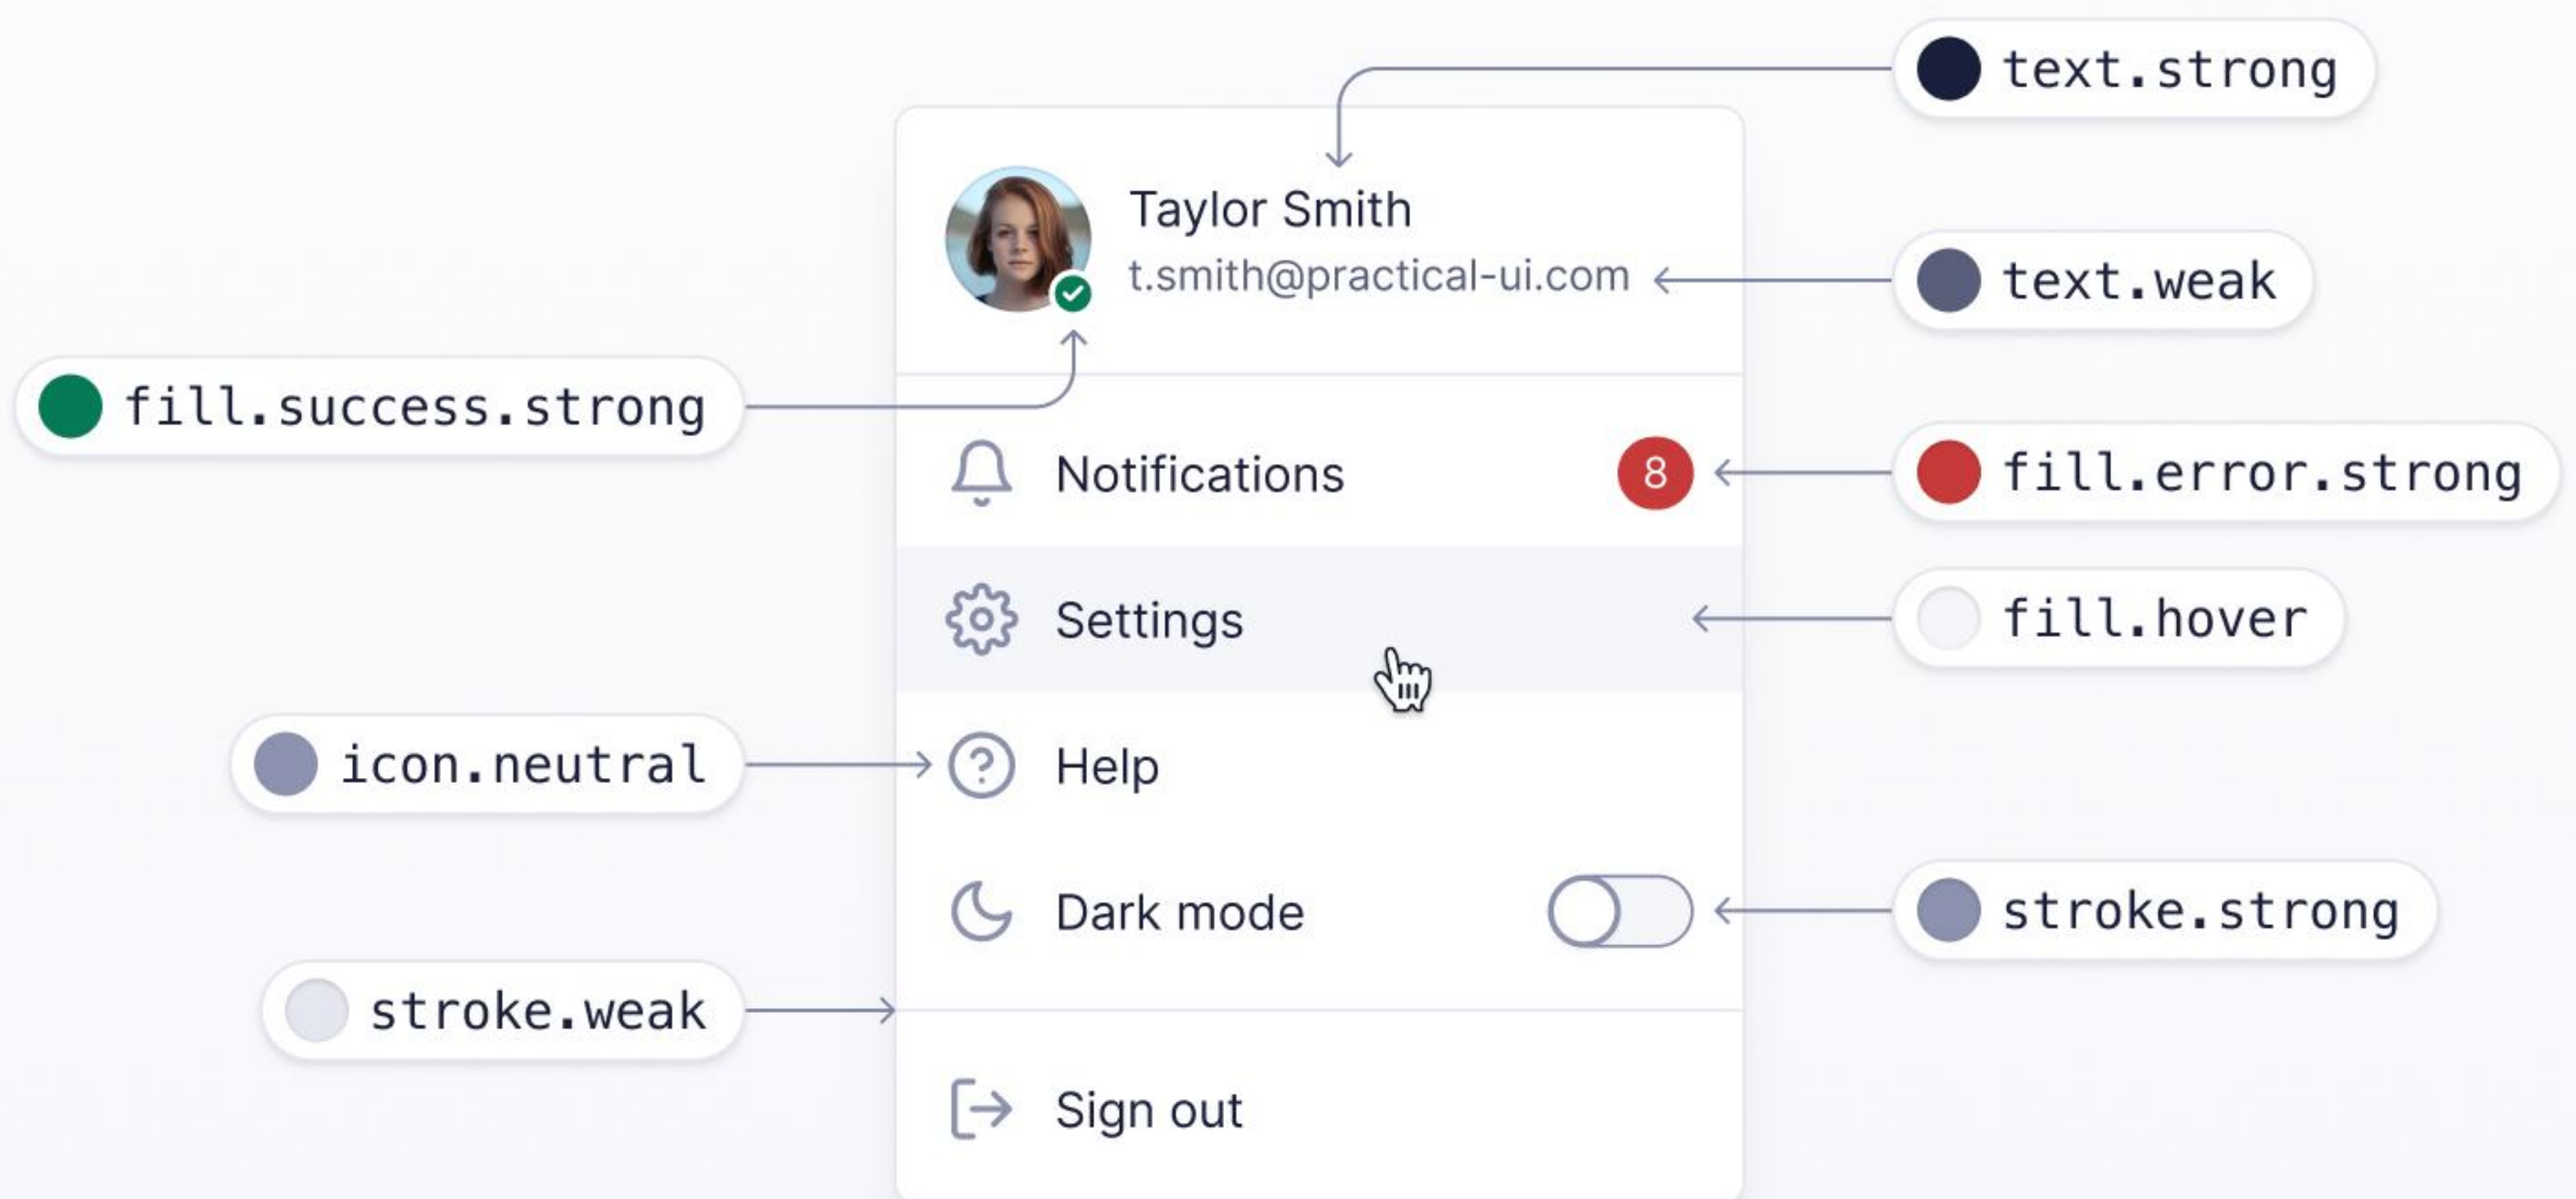 text.strong
Taylor Smith
t.smith@practical-ui.com
text.weak
fill.success.strong
Notifications
8
fill.error.strong
Settings
fill.hover
icon.neutral
?
Help
Dark mode
stroke.strong
stroke.weak
Sign out